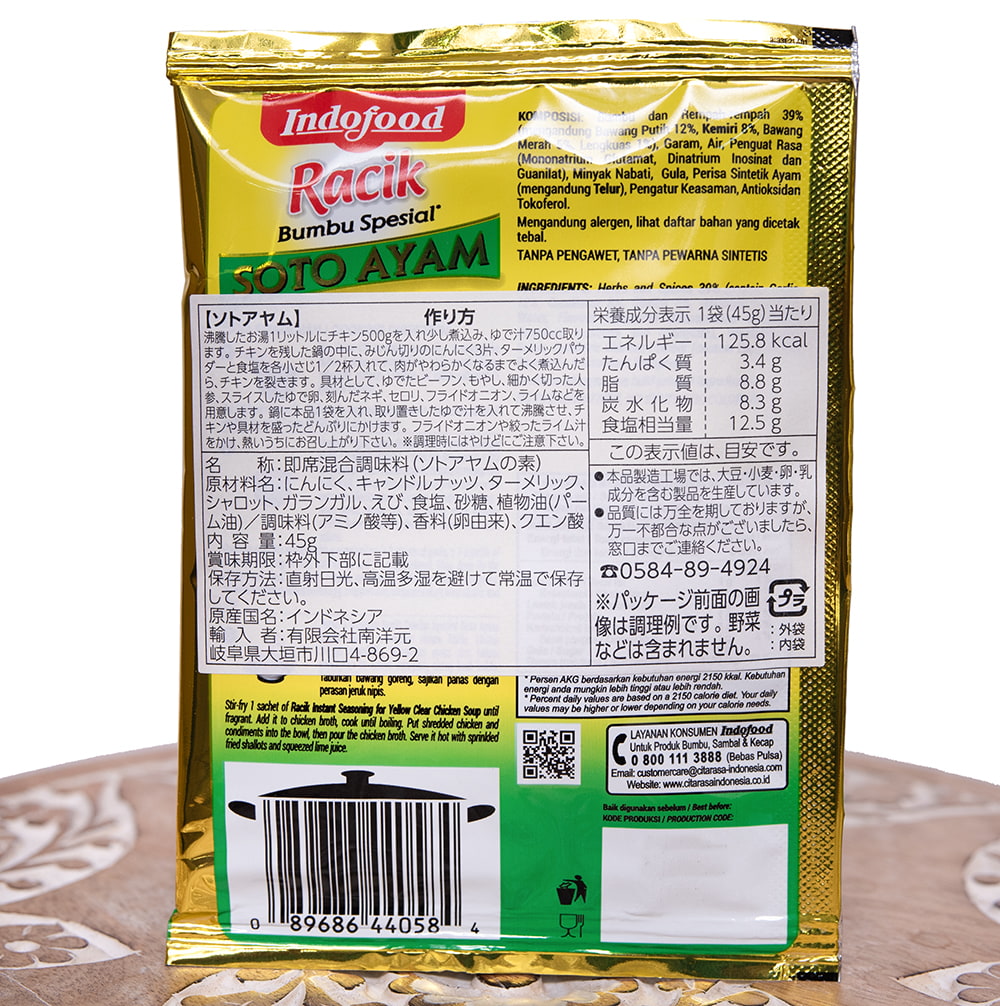 Indofood
Racik
Bumbu Spesial*
SOTO AYAM
KOMPOSISI: Bumbu dan Rempah-rempah 39%
(mengandung Bawang Putih 12%, Kemiri 8%, Bawang
Merah 5%, Lengkuas 1%), Garam, Air, Penguat Rasa
(Mononatrium Glutamat, Dinatrium Inosinat dan
Guanilat), Minyak Nabati, Gula, Perisa Sintetik Ayam
(mengandung Telur), Pengatur Keasaman, Antioksidan
Tokoferol.
Mengandung alergen, lihat daftar bahan yang dicetak
tebal.
TANPA PENGAWET, TANPA PEWARNA SINTETIS
INGREDIENTS: Herbs and Spices 39% (contain Garlic
【ソトアヤム】 作り方
沸騰したお湯1リットルにチキン500gを入れ少し煮込み、ゆで汁750cc取り
ます。チキンを残した鍋の中に、みじん切りのにんにく3片、ターメリックパウ
ダーと食塩を各小さじ1/2杯入れて、肉がやわらかくなるまでよく煮込んだ
ら、チキンを裂きます。具材として、ゆでたビーフン、もやし、細かく切った人
参、スライスしたゆで卵、刻んだネギ、セロリ、フライドオニオン、ライムなどを
用意します。鍋に本品1袋を入れ、取り置きしたゆで汁を入れて沸騰させ、チ
キンや具材を盛ったどんぶりにかけます。フライドオニオンや絞ったライム汁
をかけ、熱いうちにお召し上がり下さい。※調理時にはやけどにご注意下さい。
名 称:即席混合調味料(ソトアヤムの素)
原材料名:にんにく、キャンドルナッツ、ターメリック、
シャロット、ガランガル、えび、食塩、砂糖、植物油(パー
ム油)/調味料(アミノ酸等)、香料(卵由来)、クエン酸
内 容 量:45g
賞味期限:枠外下部に記載
保存方法:直射日光、高温多湿を避けて常温で保存
してください。
原産国名:インドネシア
輸 入 者:有限会社南洋元
岐阜県大垣市川口4-869-2
栄養成分表示 1袋(45g)当たり
エネルギー 125.8 kcal
たんぱく質 3.4 g
脂 質 8.8 g
炭水化物 8.3 g
食塩相当量 12.5 g
この表示値は、目安です。
●本品製造工場では、大豆・小麦・卵・乳
成分を含む製品を生産しています。
●品質には万全を期しておりますが、
万一不都合な点がございましたら、
窓口までご連絡ください。
☎0584-89-4924
※パッケージ前面の画
像は調理例です。野菜
などは含まれません。
プラ
:外袋
:内袋
Taburkan bawang goreng, sajikan panas dengan
perasan jeruk nipis.
Stir-fry 1 sachet of Racik Instant Seasoning for Yellow Clear Chicken Soup until
fragrant. Add it to chicken broth, cook until boiling. Put shredded chicken and
condiments into the bowl, then pour the chicken broth. Serve it hot with sprinkled
fried shallots and squeezed lime juice.
* Persen AKG berdasarkan kebutuhan energi 2150 kkal. Kebutuhan
energi anda mungkin lebih tinggi atau lebih rendah.
* Percent daily values are based on a 2150 calorie diet. Your daily
values may be higher or lower depending on your calorie needs.
LAYANAN KONSUMEN Indofood
Untuk Produk Bumbu, Sambal & Kecap
0 800 111 3888 (Bebas Pulsa)
Email: customercare@citarasa-indonesia.com
Website: www.citarasaindonesia.co.id
Baik digunakan sebelum / Best before:
KODE PRODUKSI / PRODUCTION CODE:
0 89686 44058 4